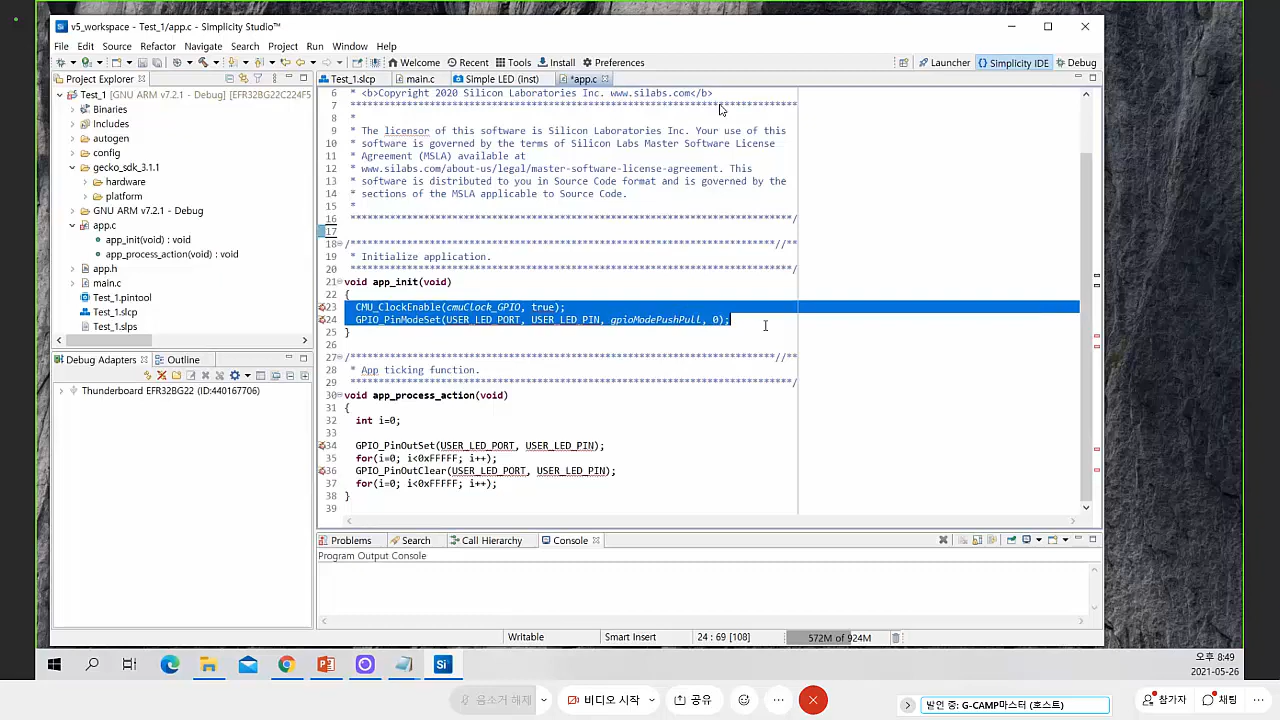 v5_workspace - Test_1/app.c - Simplicity Studio™
File Edit Source Refactor Navigate Search Project Run Window Help
Welcome Recent Tools Install Preferences Launcher Simplicity IDE Debug
Project Explorer
Test_1 [GNU ARM v7.2.1 - Debug] [EFR32BG22C224F5
Binaries
Includes
autogen
config
gecko_sdk_3.1.1
hardware
platform
GNU ARM v7.2.1 - Debug
app.c
app_init(void) : void
app_process_action(void) : void
app.h
main.c
Test_1.pintool
Test_1.slcp
Test_1.slps
Debug Adapters Outline
Thunderboard EFR32BG22 (ID:440167706)
Test_1.slcp main.c Simple LED (Inst) *app.c
6 * <b>Copyright 2020 Silicon Laboratories Inc. www.silabs.com</b>
7 *******************************************************************************
8 *
9 * The licensor of this software is Silicon Laboratories Inc. Your use of this
10 * software is governed by the terms of Silicon Labs Master Software License
11 * Agreement (MSLA) available at
12 * www.silabs.com/about-us/legal/master-software-license-agreement. This
13 * software is distributed to you in Source Code format and is governed by the
14 * sections of the MSLA applicable to Source Code.
15 *
16 ******************************************************************************/
17
18 /***************************************************************************//**
19 * Initialize application.
20 ******************************************************************************/
21 void app_init(void)
22 {
23 CMU_ClockEnable(cmuClock_GPIO, true);
24 GPIO_PinModeSet(USER_LED_PORT, USER_LED_PIN, gpioModePushPull, 0);
25 }
26
27 /***************************************************************************//**
28 * App ticking function.
29 ******************************************************************************/
30 void app_process_action(void)
31 {
32 int i=0;
33
34 GPIO_PinOutSet(USER_LED_PORT, USER_LED_PIN);
35 for(i=0; i<0xFFFFF; i++);
36 GPIO_PinOutClear(USER_LED_PORT, USER_LED_PIN);
37 for(i=0; i<0xFFFFF; i++);
38 }
39
Problems Search Call Hierarchy Console
Program Output Console
Writable Smart Insert 24 : 69 [108] 572M of 924M
오후 8:49
2021-05-26
음소거 해제 비디오 시작 공유 발언 중: G-CAMP마스터 (호스트) 참가자 채팅